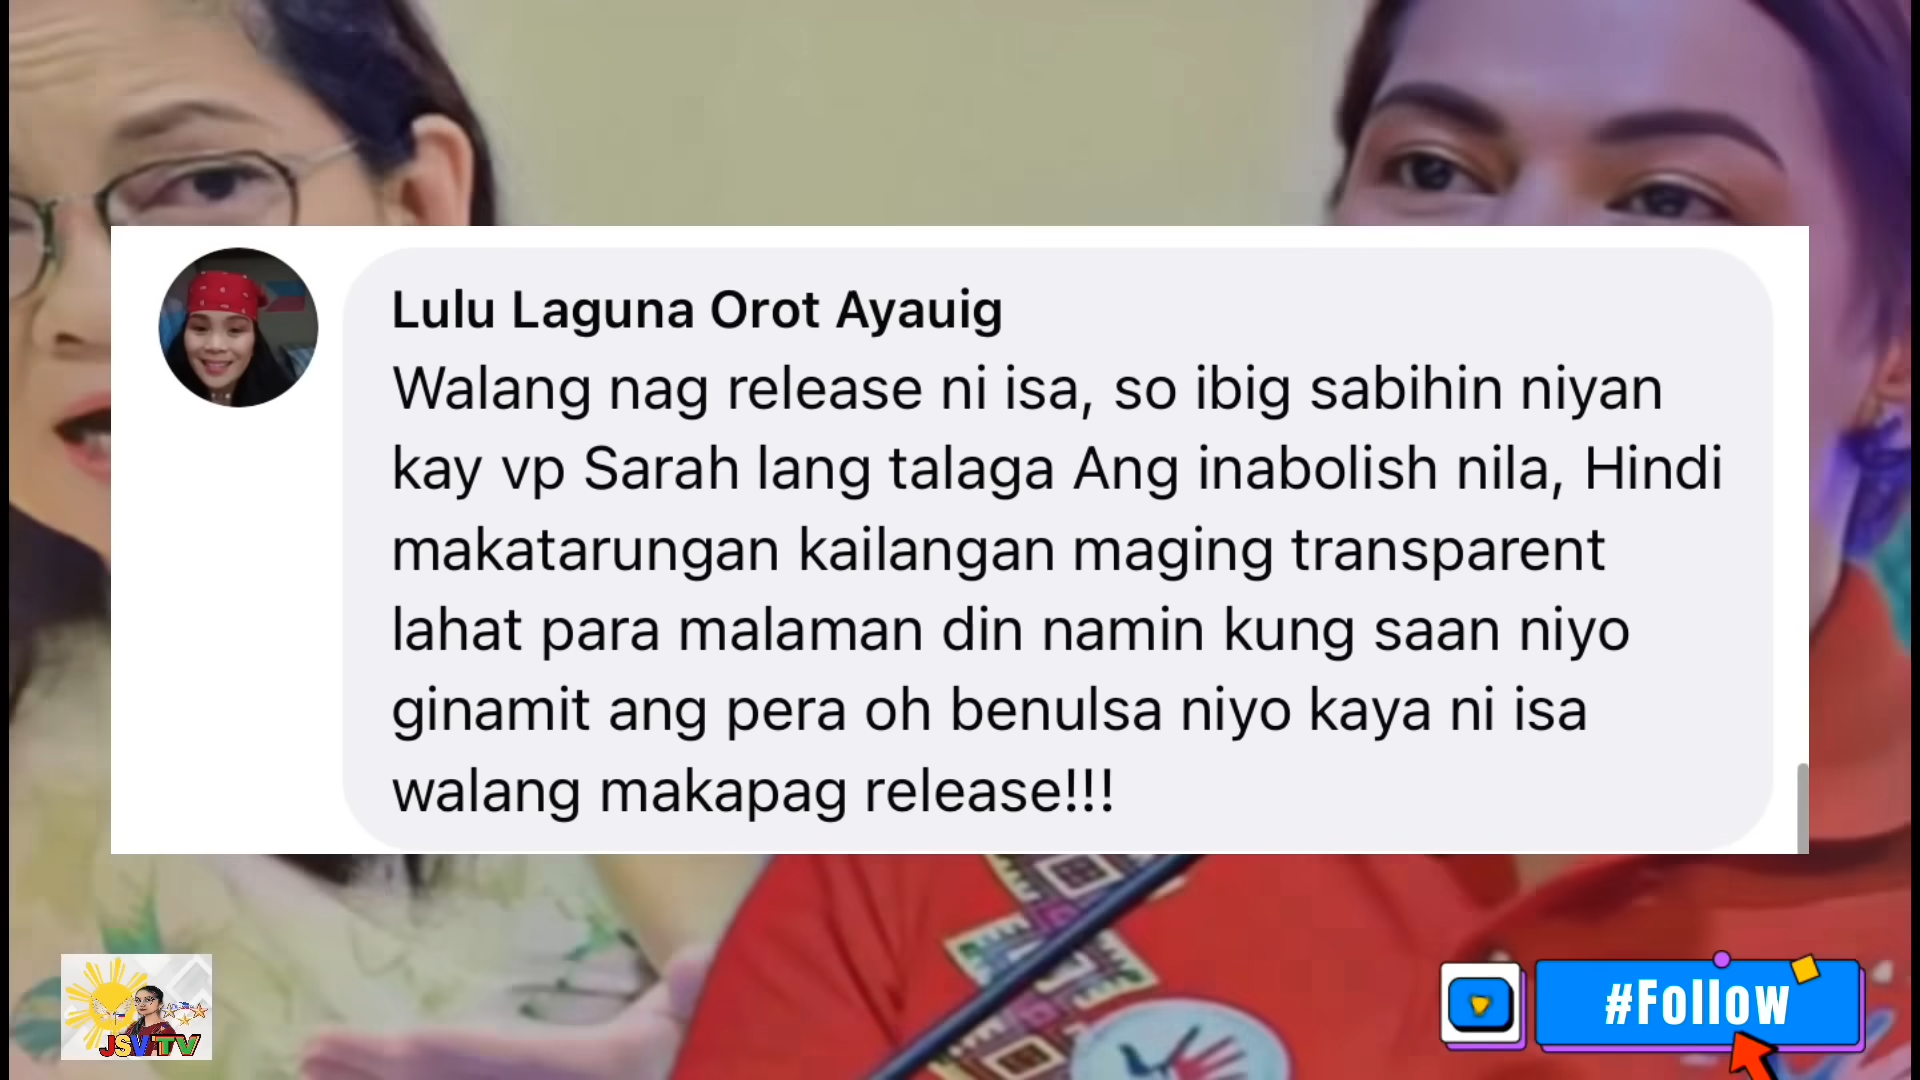 Lulu Laguna Orot Ayauig
Walang nag release ni isa, so ibig sabihin niyan
kay vp Sarah lang talaga Ang inabolish nila, Hindi
makatarungan kailangan maging transparent
lahat para malaman din namin kung saan niyo
ginamit ang pera oh benulsa niyo kaya ni isa
walang makapag release!!!
JSV TV
#Follow